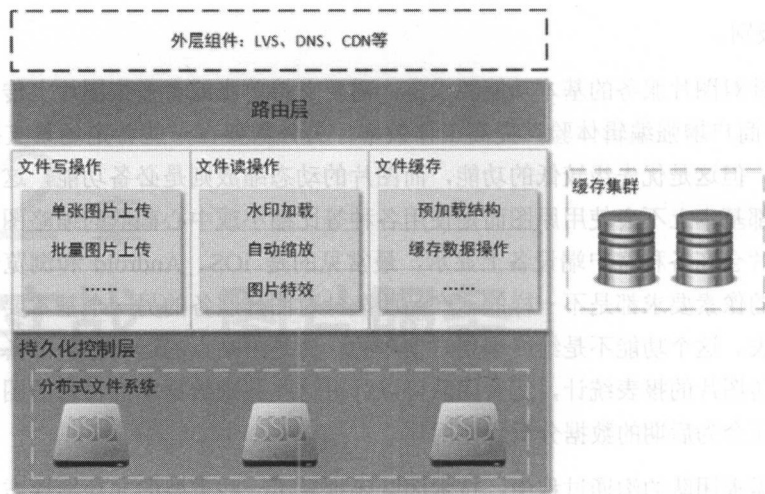 外层组件：LVS、DNS、CDN等
路由层
文件写操作
单张图片上传
批量图片上传
……
文件读操作
水印加载
自动缩放
图片特效
……
文件缓存
预加载结构
缓存数据操作
……
缓存集群
持久化控制层
分布式文件系统
SSD
SSD
SSD